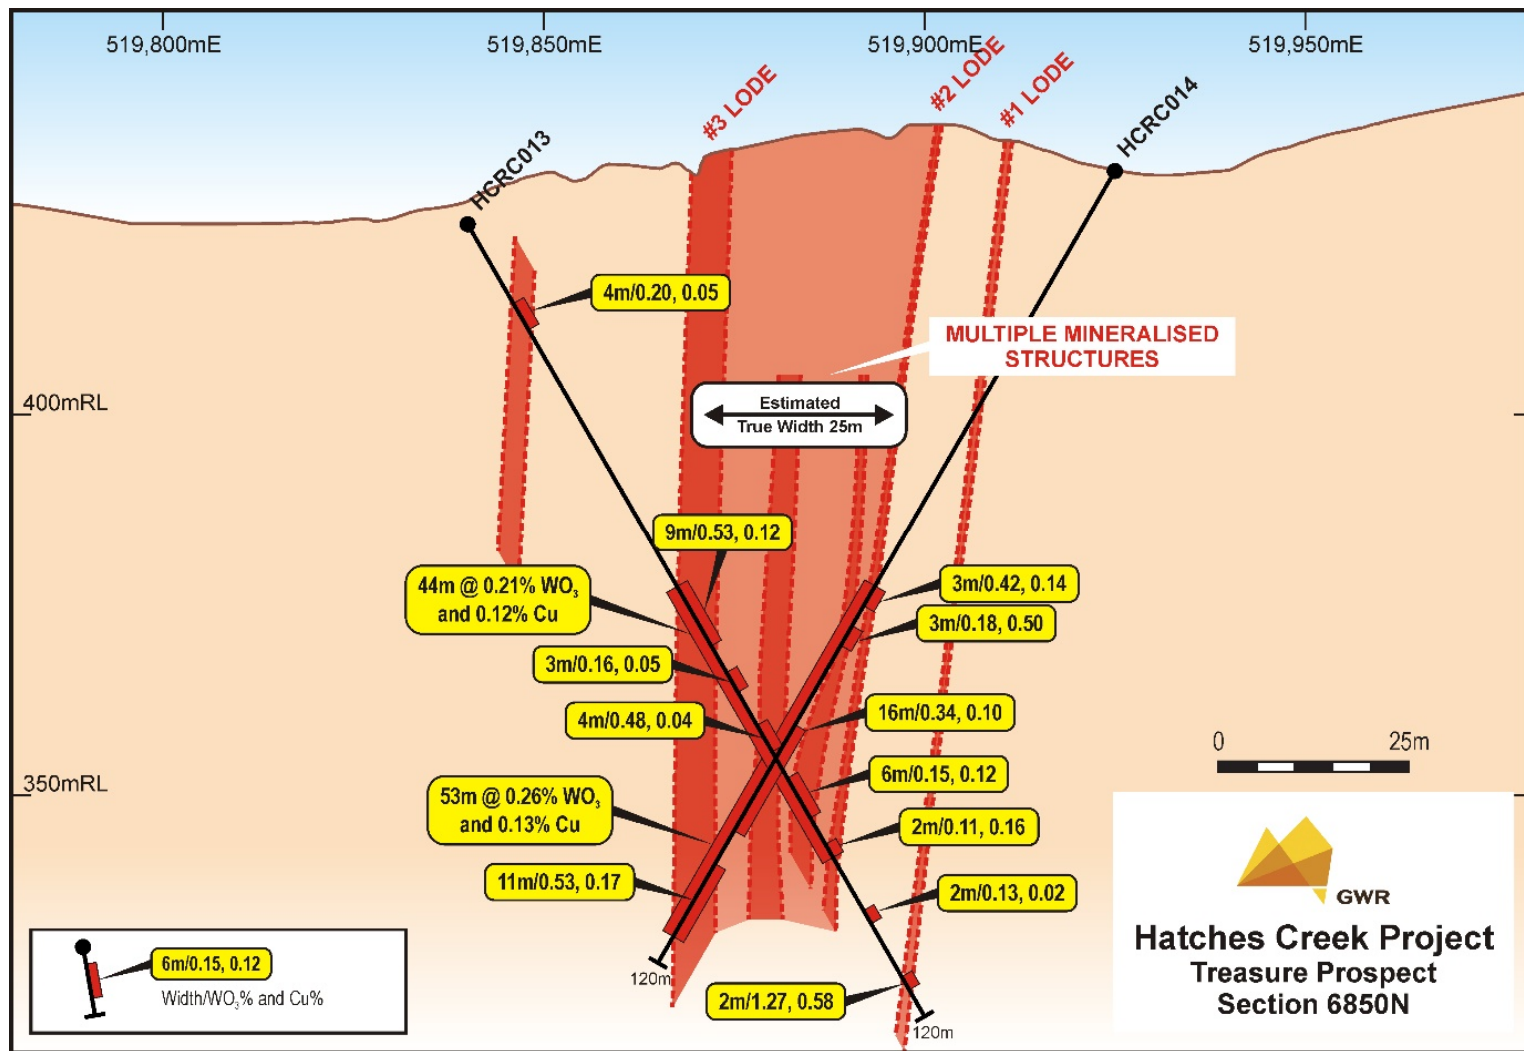 519,800mE
519,850mE
519,900mE
519,950mE
#3 LODE
#2 LODE
#1 LODE
HCRC013
HCRC014
4m/0.20, 0.05
MULTIPLE MINERALISED
STRUCTURES
400mRL
Estimated
True Width 25m
9m/0.53, 0.12
44m @ 0.21% WO₃
and 0.12% Cu
3m/0.42, 0.14
3m/0.18, 0.50
3m/0.16, 0.05
4m/0.48, 0.04
16m/0.34, 0.10
0 25m
6m/0.15, 0.12
350mRL
53m @ 0.26% WO₃
and 0.13% Cu
2m/0.11, 0.16
11m/0.53, 0.17
2m/0.13, 0.02
GWR
Hatches Creek Project
Treasure Prospect
Section 6850N
120m
2m/1.27, 0.58
120m
6m/0.15, 0.12
Width/WO₃% and Cu%